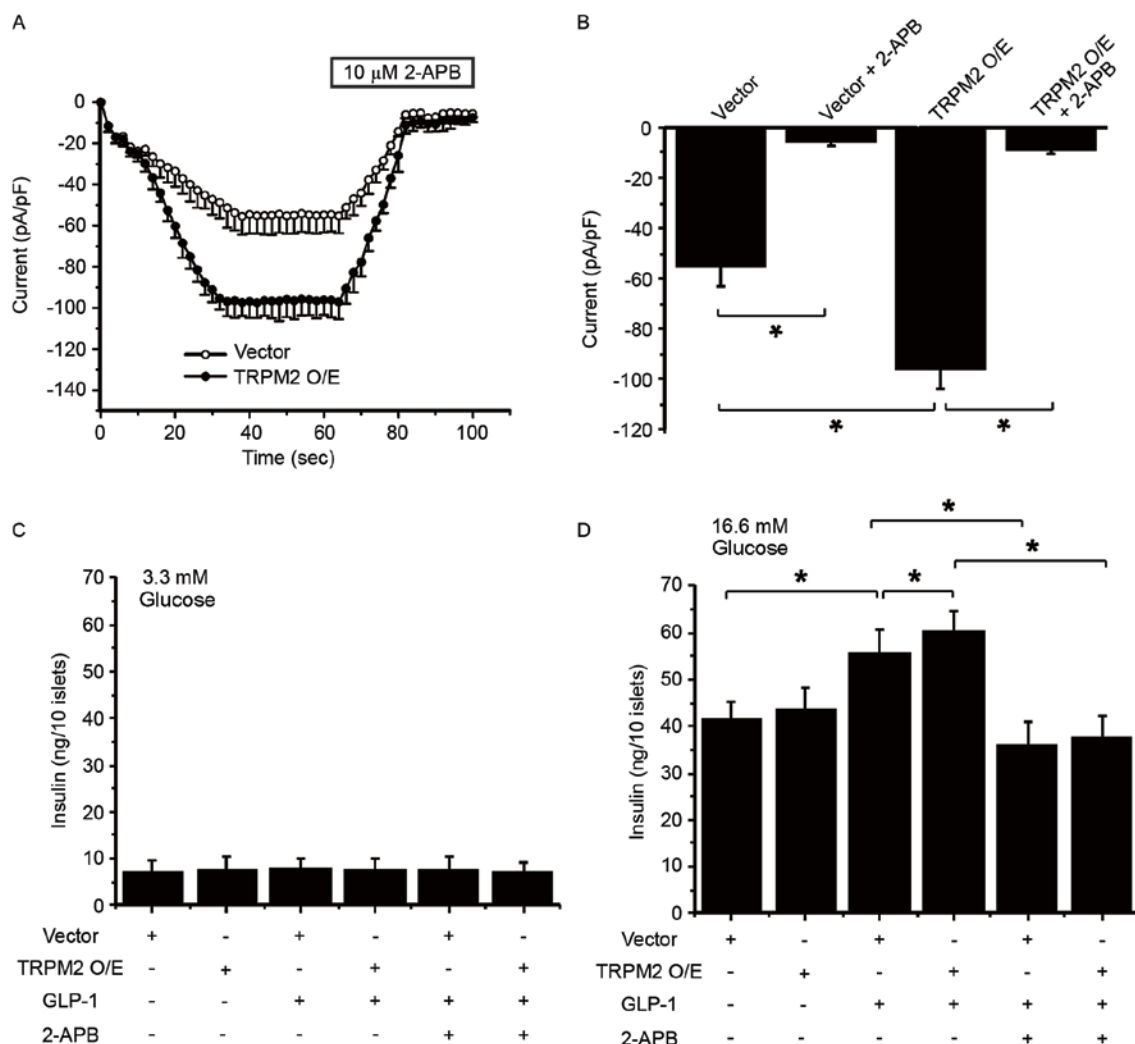 A
10 μM 2-APB
0
-20
-40
-60
-80
-100
-120
-140
Current (pA/pF)
Vector
TRPM2 O/E
0 20 40 60 80 100
Time (sec)
B
Vector
Vector + 2-APB
TRPM2 O/E
TRPM2 O/E
+ 2-APB
0
-20
-40
-60
-80
-100
-120
Current (pA/pF)
*
* *
C
3.3 mM
Glucose
70
60
50
40
30
20
10
0
Insulin (ng/10 islets)
Vector + - + - + -
TRPM2 O/E - + - + - +
GLP-1 - - + + + +
2-APB - - - - + +
D
16.6 mM
Glucose
*
*
* *
70
60
50
40
30
20
10
0
Insulin (ng/10 islets)
Vector + - + - + -
TRPM2 O/E - + - + - +
GLP-1 - - + + + +
2-APB - - - - + +